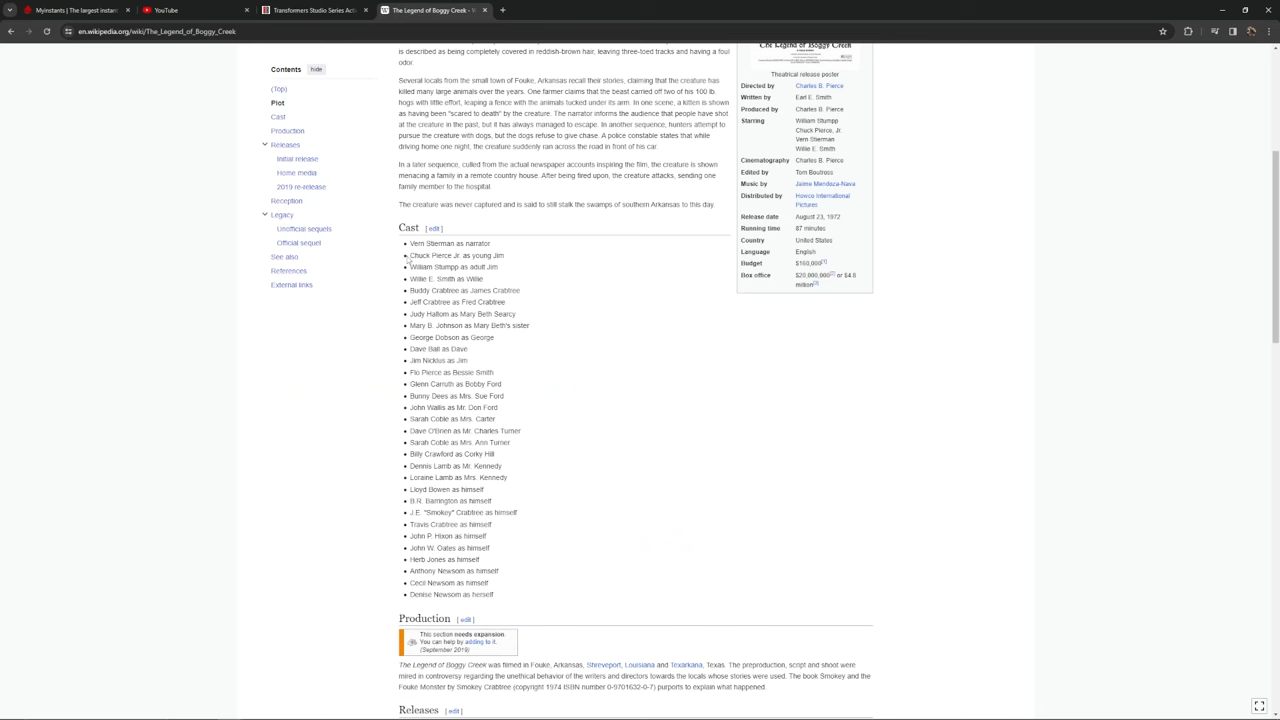 Myinstants | The largest instant
YouTube
Transformers Studio Series Acti
The Legend of Boggy Creek - W
en.wikipedia.org/wiki/The_Legend_of_Boggy_Creek
Contents hide
(Top)
Plot
Cast
Production
Releases
Initial release
Home media
2019 re-release
Reception
Legacy
Unofficial sequels
Official sequel
See also
References
External links
is described as being completely covered in reddish-brown hair, leaving three-toed tracks and having a foul
odor.
Several locals from the small town of Fouke, Arkansas recall their stories, claiming that the creature has
killed many large animals over the years. One farmer claims that the beast carried off two of his 100 lb.
hogs with little effort, leaping a fence with the animals tucked under its arm. In one scene, a kitten is shown
as having been "scared to death" by the creature. The narrator informs the audience that people have shot
at the creature in the past, but it has always managed to escape. In another sequence, hunters attempt to
pursue the creature with dogs, but the dogs refuse to give chase. A police constable states that while
driving home one night, the creature suddenly ran across the road in front of his car.
In a later sequence, culled from the actual newspaper accounts inspiring the film, the creature is shown
menacing a family in a remote country house. After being fired upon, the creature attacks, sending one
family member to the hospital.
The creature was never captured and is said to still stalk the swamps of southern Arkansas to this day.
Cast [ edit ]
Vern Stierman as narrator
Chuck Pierce Jr. as young Jim
William Stumpp as adult Jim
Willie E. Smith as Willie
Buddy Crabtree as James Crabtree
Jeff Crabtree as Fred Crabtree
Judy Haltom as Mary Beth Searcy
Mary B. Johnson as Mary Beth's sister
George Dobson as George
Dave Ball as Dave
Jim Nicklus as Jim
Flo Pierce as Bessie Smith
Glenn Carruth as Bobby Ford
Bunny Dees as Mrs. Sue Ford
John Wallis as Mr. Don Ford
Sarah Coble as Mrs. Carter
Dave O'Brien as Mr. Charles Turner
Sarah Coble as Mrs. Ann Turner
Billy Crawford as Corky Hill
Dennis Lamb as Mr. Kennedy
Loraine Lamb as Mrs. Kennedy
Lloyd Bowen as himself
B.R. Barrington as himself
J.E. "Smokey" Crabtree as himself
Travis Crabtree as himself
John P. Hixon as himself
John W. Oates as himself
Herb Jones as himself
Anthony Newsom as himself
Cecil Newsom as himself
Denise Newsom as herself
Production [ edit ]
This section needs expansion.
You can help by adding to it.
(September 2019)
The Legend of Boggy Creek was filmed in Fouke, Arkansas, Shreveport, Louisiana and Texarkana, Texas. The preproduction, script and shoot were
mired in controversy regarding the unethical behavior of the writers and directors towards the locals whose stories were used. The book Smokey and the
Fouke Monster by Smokey Crabtree (copyright 1974 ISBN number 0-9701632-0-7) purports to explain what happened.
Releases [ edit ]
The Legend of Boggy Creek
Theatrical release poster
Directed by Charles B. Pierce
Written by Earl E. Smith
Produced by Charles B. Pierce
Starring William Stumpp
Chuck Pierce, Jr.
Vern Stierman
Willie E. Smith
Cinematography Charles B. Pierce
Edited by Tom Boutross
Music by Jaime Mendoza-Nava
Distributed by Howco International
Pictures
Release date August 23, 1972
Running time 87 minutes
Country United States
Language English
Budget $160,000[1]
Box office $20,000,000[2] or $4.8
million[3]